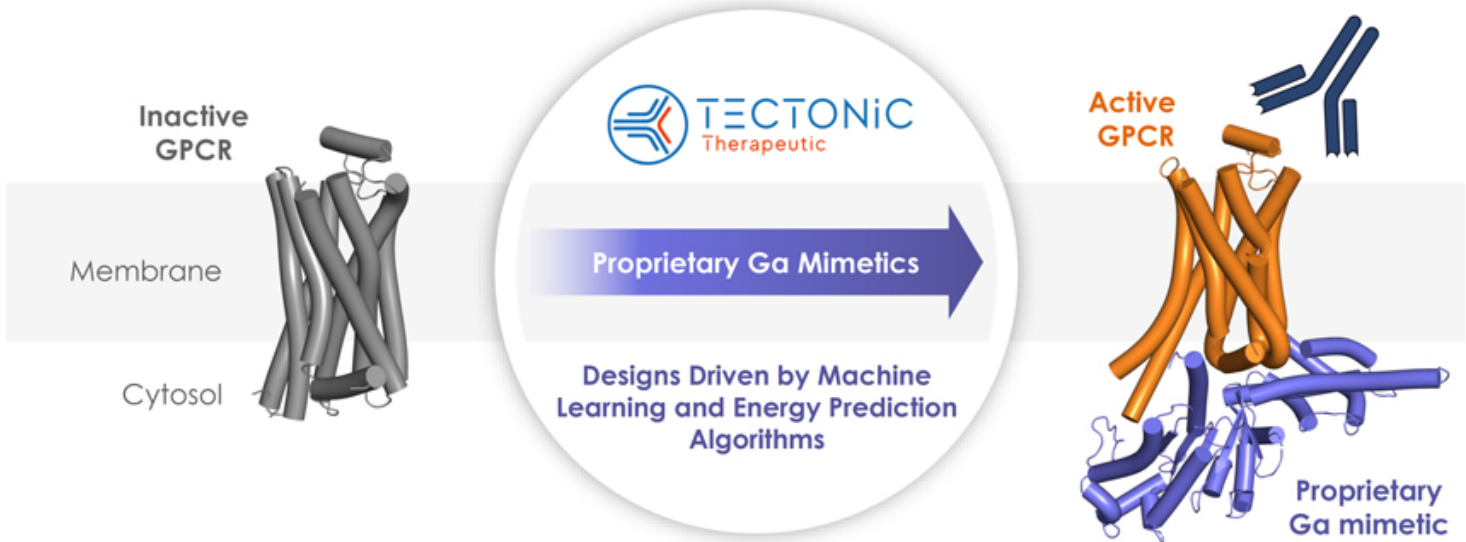 Inactive
GPCR
Membrane
Cytosol
TECTONiC
Therapeutic
Proprietary Ga Mimetics
Designs Driven by Machine
Learning and Energy Prediction
Algorithms
Active
GPCR
Proprietary
Ga mimetic